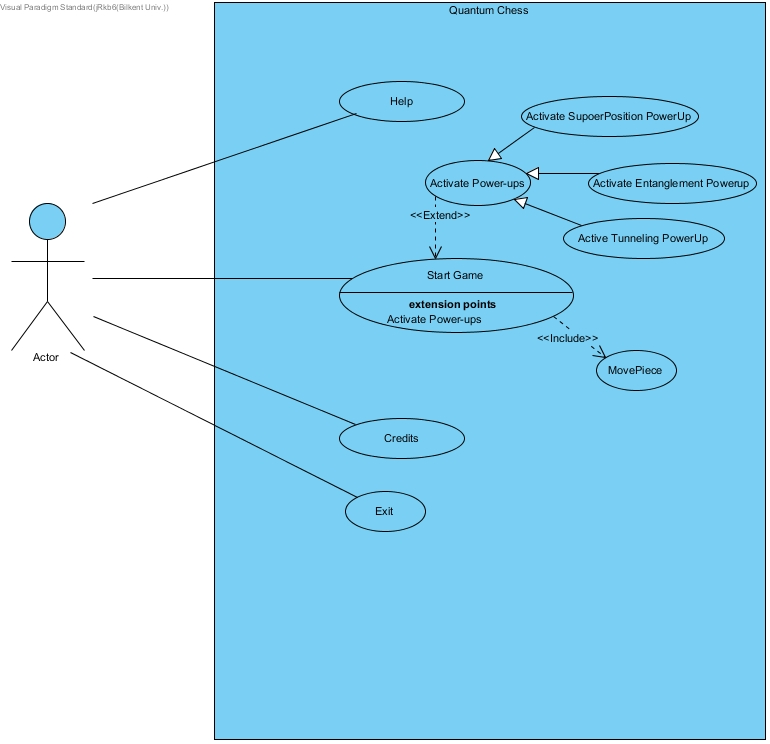 Visual Paradigm Standard(jRkb6(Bilkent Univ.))
Quantum Chess
Help
Activate SupoerPosition PowerUp
Activate Power-ups
Activate Entanglement Powerup
<<Extend>>
Active Tunneling PowerUp
Start Game
extension points
Activate Power-ups
<<Include>>
Actor
MovePiece
Credits
Exit